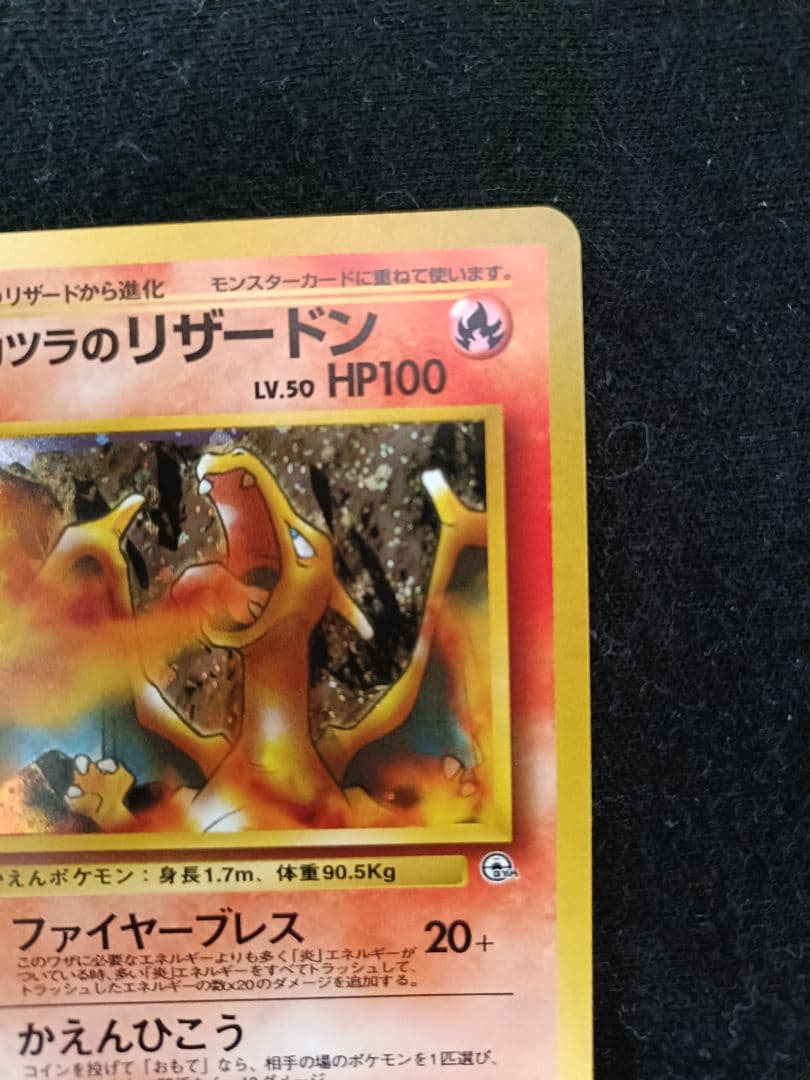 リザードから進化 モンスターカードに重ねて使います。
ツラのリザードン
LV.50 HP100
えんポケモン：身長1.7m、体重90.5Kg
GYM
ファイヤーブレス 20+
このワザに必要なエネルギーよりも多く「炎」エネルギーが
ついている時、多い「炎」エネルギーをすべてトラッシュして、
トラッシュしたエネルギーの数x20のダメージを追加する。
かえんひこう
コインを投げて「おもて」なら、相手の場のポケモンを1匹選び、